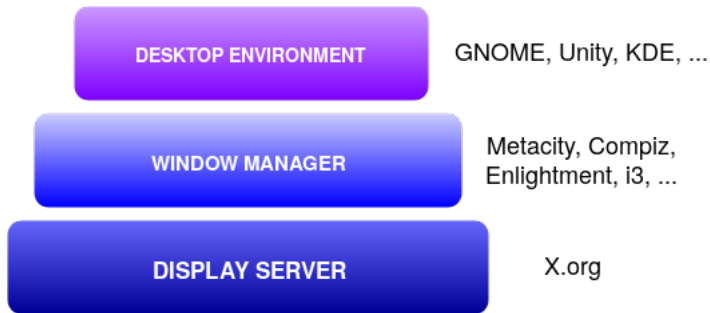 DESKTOP ENVIRONMENT
GNOME, Unity, KDE, ...
WINDOW MANAGER
Metacity, Compiz,
Enlightment, i3, ...
DISPLAY SERVER
X.org